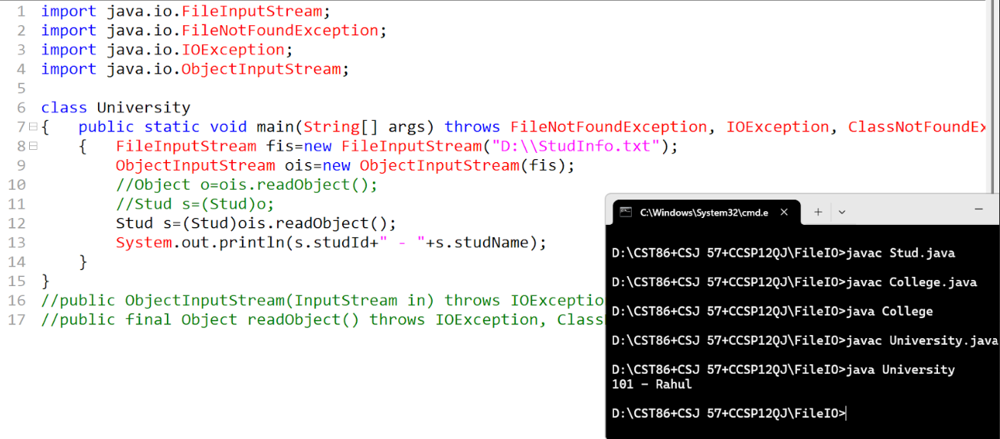 1 import java.io.FileInputStream;
2 import java.io.FileNotFoundException;
3 import java.io.IOException;
4 import java.io.ObjectInputStream;
5
6 class University
7 {   public static void main(String[] args) throws FileNotFoundException, IOException, ClassNotFoundEx
8     {   FileInputStream fis=new FileInputStream("D:\\StudInfo.txt");
9         ObjectInputStream ois=new ObjectInputStream(fis);
10         //Object o=ois.readObject();
11         //Stud s=(Stud)o;
12         Stud s=(Stud)ois.readObject();
13         System.out.println(s.studId+" - "+s.studName);
14     }
15 }
16 //public ObjectInputStream(InputStream in) throws IOExceptio
17 //public final Object readObject() throws IOException, Class
C:\Windows\System32\cmd.e
D:\CST86+CSJ 57+CCSP12QJ\FileIO>javac Stud.java
D:\CST86+CSJ 57+CCSP12QJ\FileIO>javac College.java
D:\CST86+CSJ 57+CCSP12QJ\FileIO>java College
D:\CST86+CSJ 57+CCSP12QJ\FileIO>javac University.java
D:\CST86+CSJ 57+CCSP12QJ\FileIO>java University
101 - Rahul
D:\CST86+CSJ 57+CCSP12QJ\FileIO>